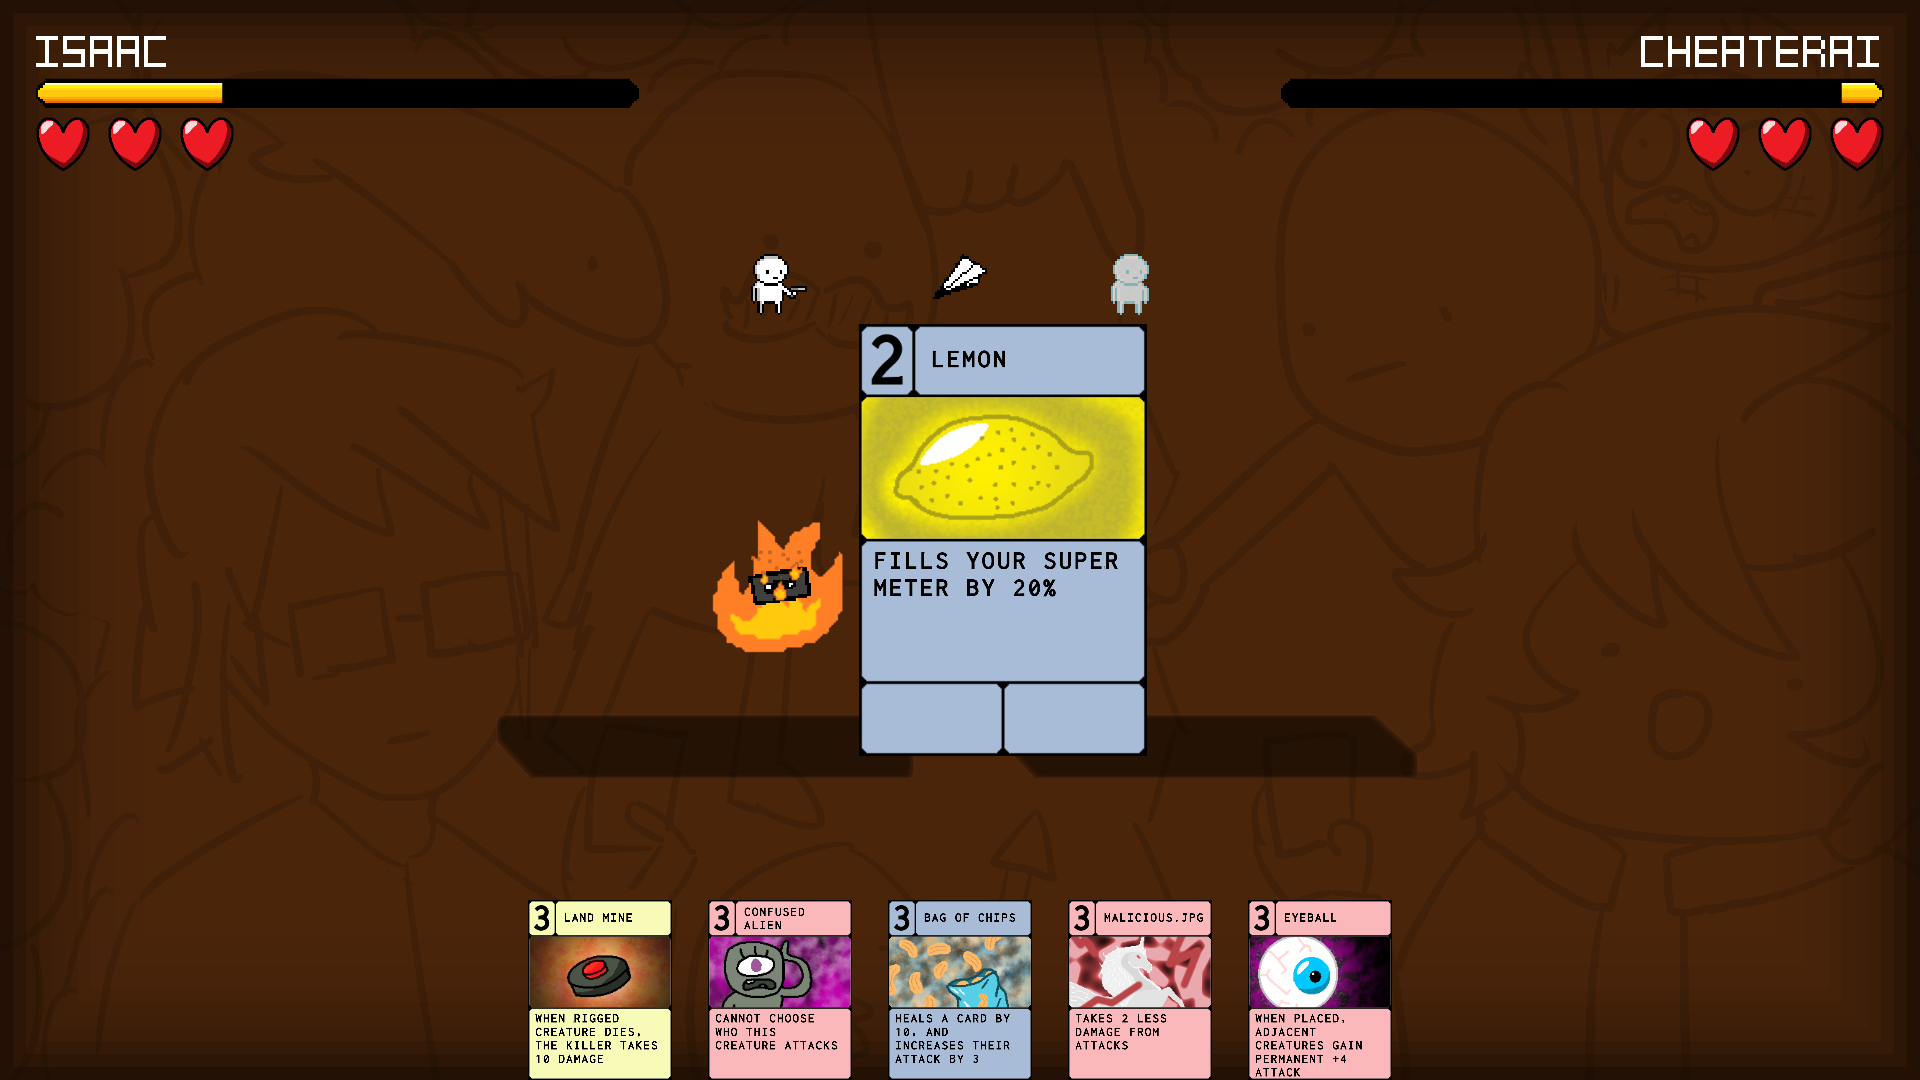 ISAAC
CHEATERAI
2 LEMON
FILLS YOUR SUPER
METER BY 20%
3 LAND MINE
WHEN RIGGED
CREATURE DIES,
THE KILLER TAKES
10 DAMAGE
3 CONFUSED
ALIEN
CANNOT CHOOSE
WHO THIS
CREATURE ATTACKS
3 BAG OF CHIPS
HEALS A CARD BY
10, AND
INCREASES THEIR
ATTACK BY 3
3 MALICIOUS.JPG
TAKES 2 LESS
DAMAGE FROM
ATTACKS
3 EYEBALL
WHEN PLACED,
ADJACENT
CREATURES GAIN
PERMANENT +4
ATTACK